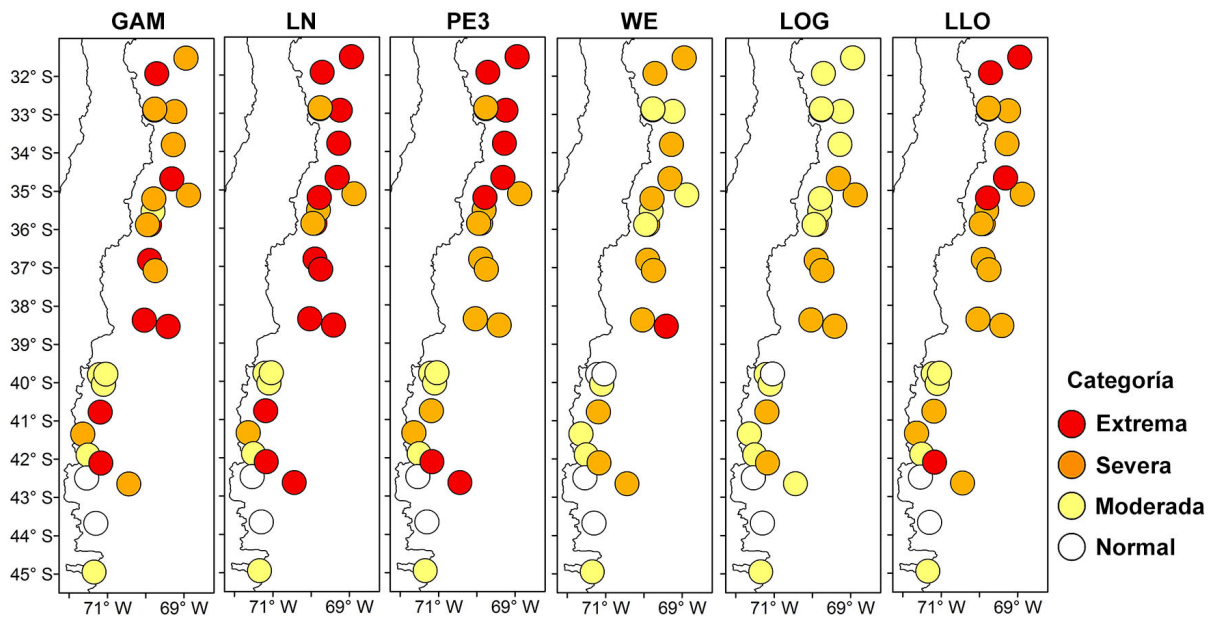 GAM LN PE3 WE LOG LLO
32° S
33° S
34° S
35° S
36° S
37° S
38° S
39° S
40° S
41° S
42° S
43° S
44° S
45° S
Categoría
Extrema
Severa
Moderada
Normal
71° W 69° W 71° W 69° W 71° W 69° W 71° W 69° W 71° W 69° W 71° W 69° W